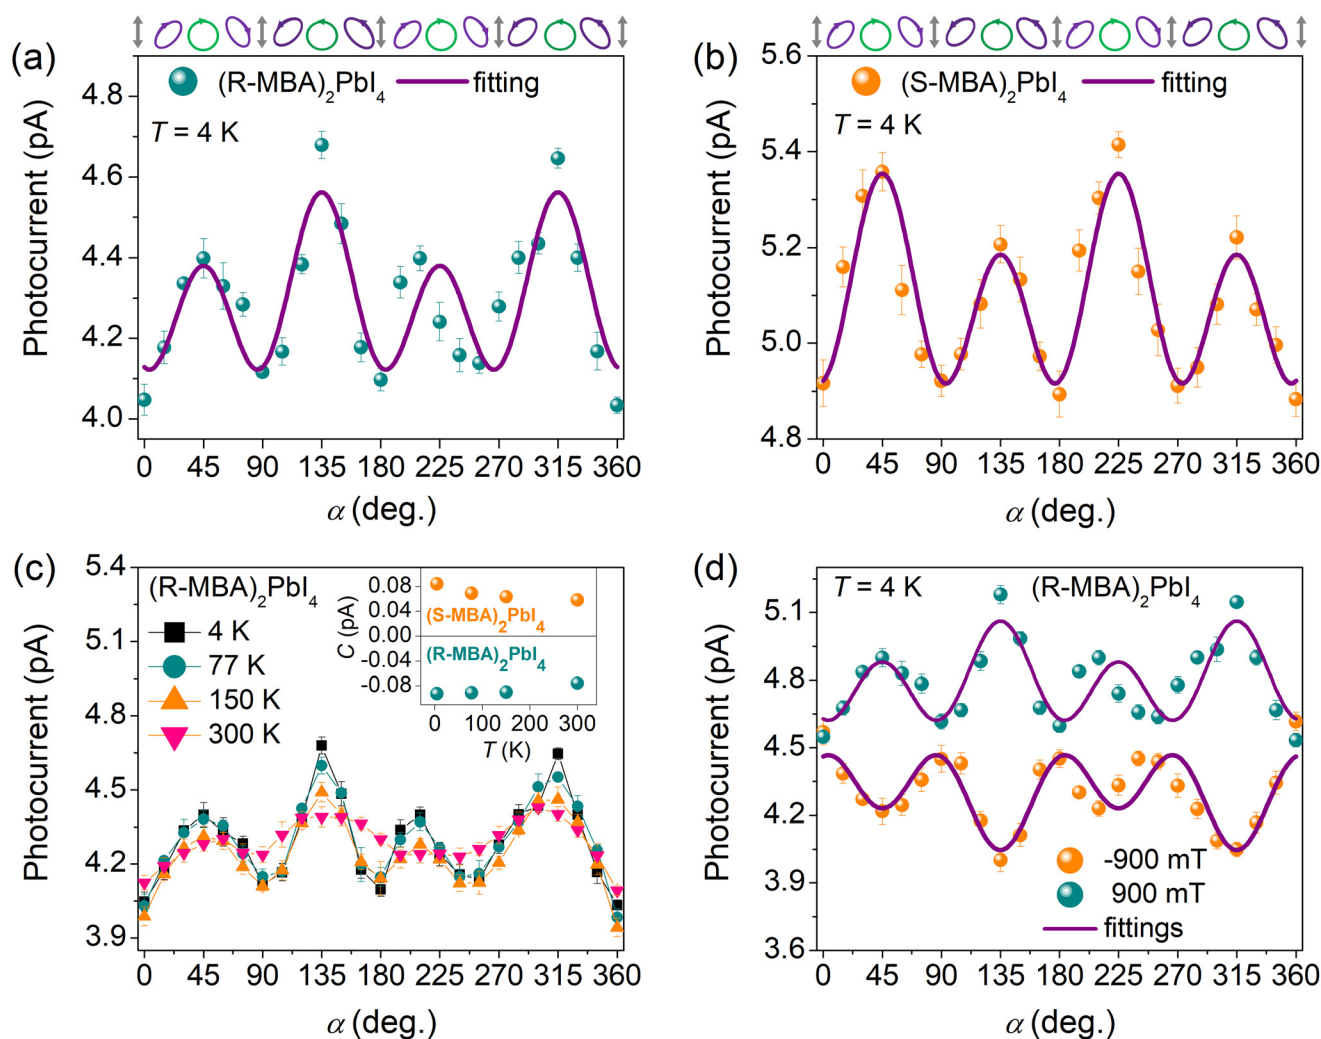 (a)
(R-MBA)₂PbI₄ fitting
T = 4 K
Photocurrent (pA)
4.8
4.6
4.4
4.2
4.0
0 45 90 135 180 225 270 315 360
α (deg.)
(b)
(S-MBA)₂PbI₄ fitting
T = 4 K
Photocurrent (pA)
5.6
5.4
5.2
5.0
4.8
0 45 90 135 180 225 270 315 360
α (deg.)
(c)
(R-MBA)₂PbI₄
4 K
77 K
150 K
300 K
Photocurrent (pA)
5.4
5.1
4.8
4.5
4.2
3.9
0 45 90 135 180 225 270 315 360
α (deg.)
C (pA)
0.08
0.04
0.00
-0.04
-0.08
(S-MBA)₂PbI₄
(R-MBA)₂PbI₄
0 100 200 300
T (K)
(d)
T = 4 K (R-MBA)₂PbI₄
Photocurrent (pA)
5.1
4.8
4.5
4.2
3.9
3.6
-900 mT
900 mT
fittings
0 45 90 135 180 225 270 315 360
α (deg.)